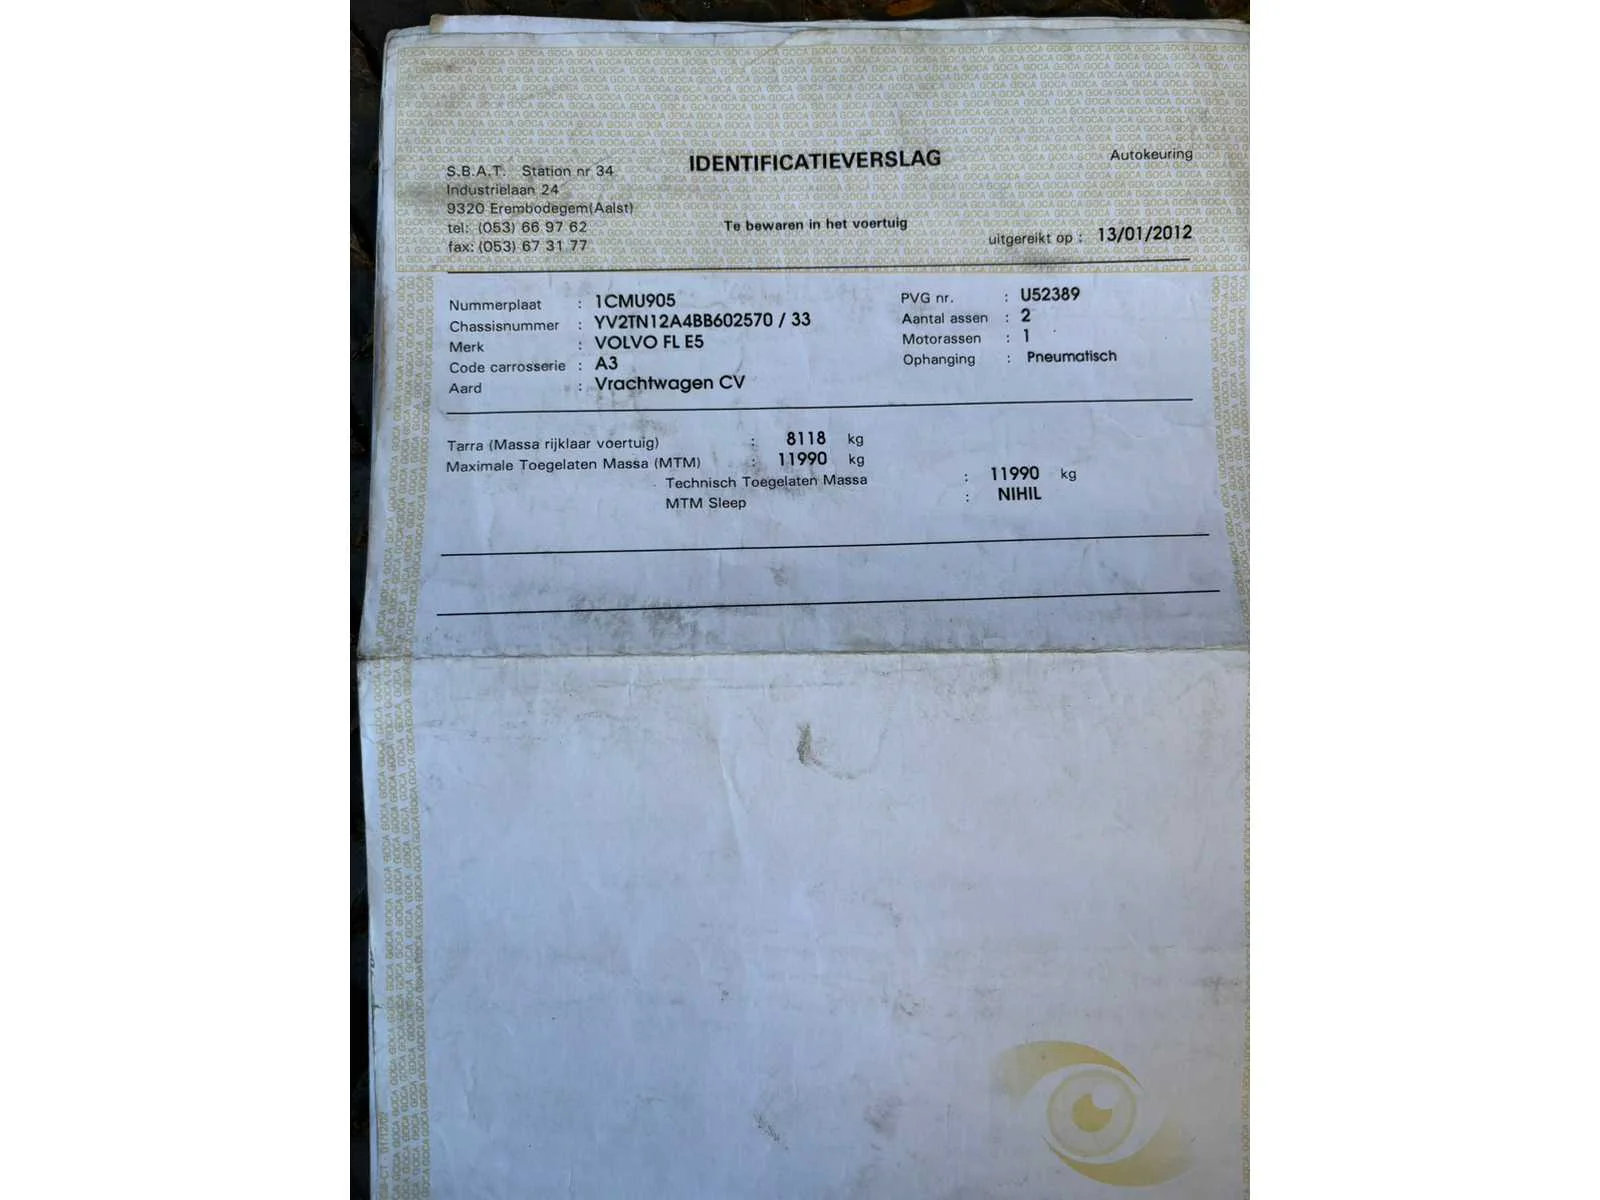 IDENTIFICATIEVERSLAG
Autokeuring
S.B.A.T. Station nr 34
Industrielaan 24
9320 Erembodegem(Aalst)
tel: (053) 66 97 62
fax: (053) 67 31 77
Te bewaren in het voertuig
uitgereikt op : 13/01/2012
Nummerplaat : 1CMU905
Chassisnummer : YV2TN12A4BB602570 / 33
Merk : VOLVO FL E5
Code carrosserie : A3
Aard : Vrachtwagen CV
PVG nr. : U52389
Aantal assen : 2
Motorassen : 1
Ophanging : Pneumatisch
Tarra (Massa rijklaar voertuig) : 8118 kg
Maximale Toegelaten Massa (MTM) : 11990 kg
Technisch Toegelaten Massa : 11990 kg
MTM Sleep : NIHIL